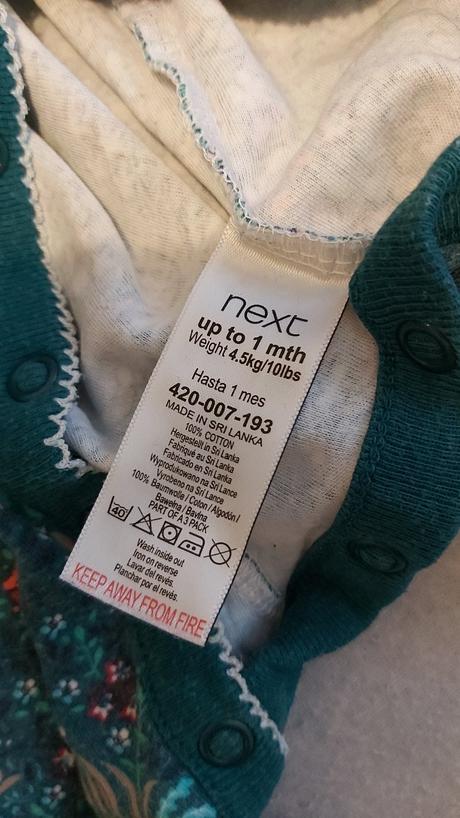 next
up to 1 mth
Weight 4.5kg/10lbs
Hasta 1 mes
420-007-193
MADE IN SRI LANKA
100% COTTON
Hergestellt in Sri Lanka
Fabriqué au Sri Lanka
Fabricado en Sri Lanka
Wyprodukowano na Sri Lance
Vyrobeno na Srí Lance
100% Baumwolle / Coton / Algodón /
Bawełna / Bavlna
PART OF A 3 PACK
40
Wash inside out
Iron on reverse
Lavar del revés.
Planchar por el revés.
KEEP AWAY FROM FIRE